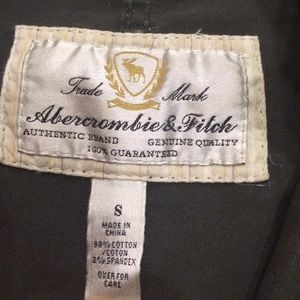 Trade Mark
Abercrombie & Fitch
AUTHENTIC BRAND GENUINE QUALITY
100% GUARANTEED
S
MADE IN
CHINA
98% COTTON
/COTON
2% SPANDEX
OVER FOR
CARE